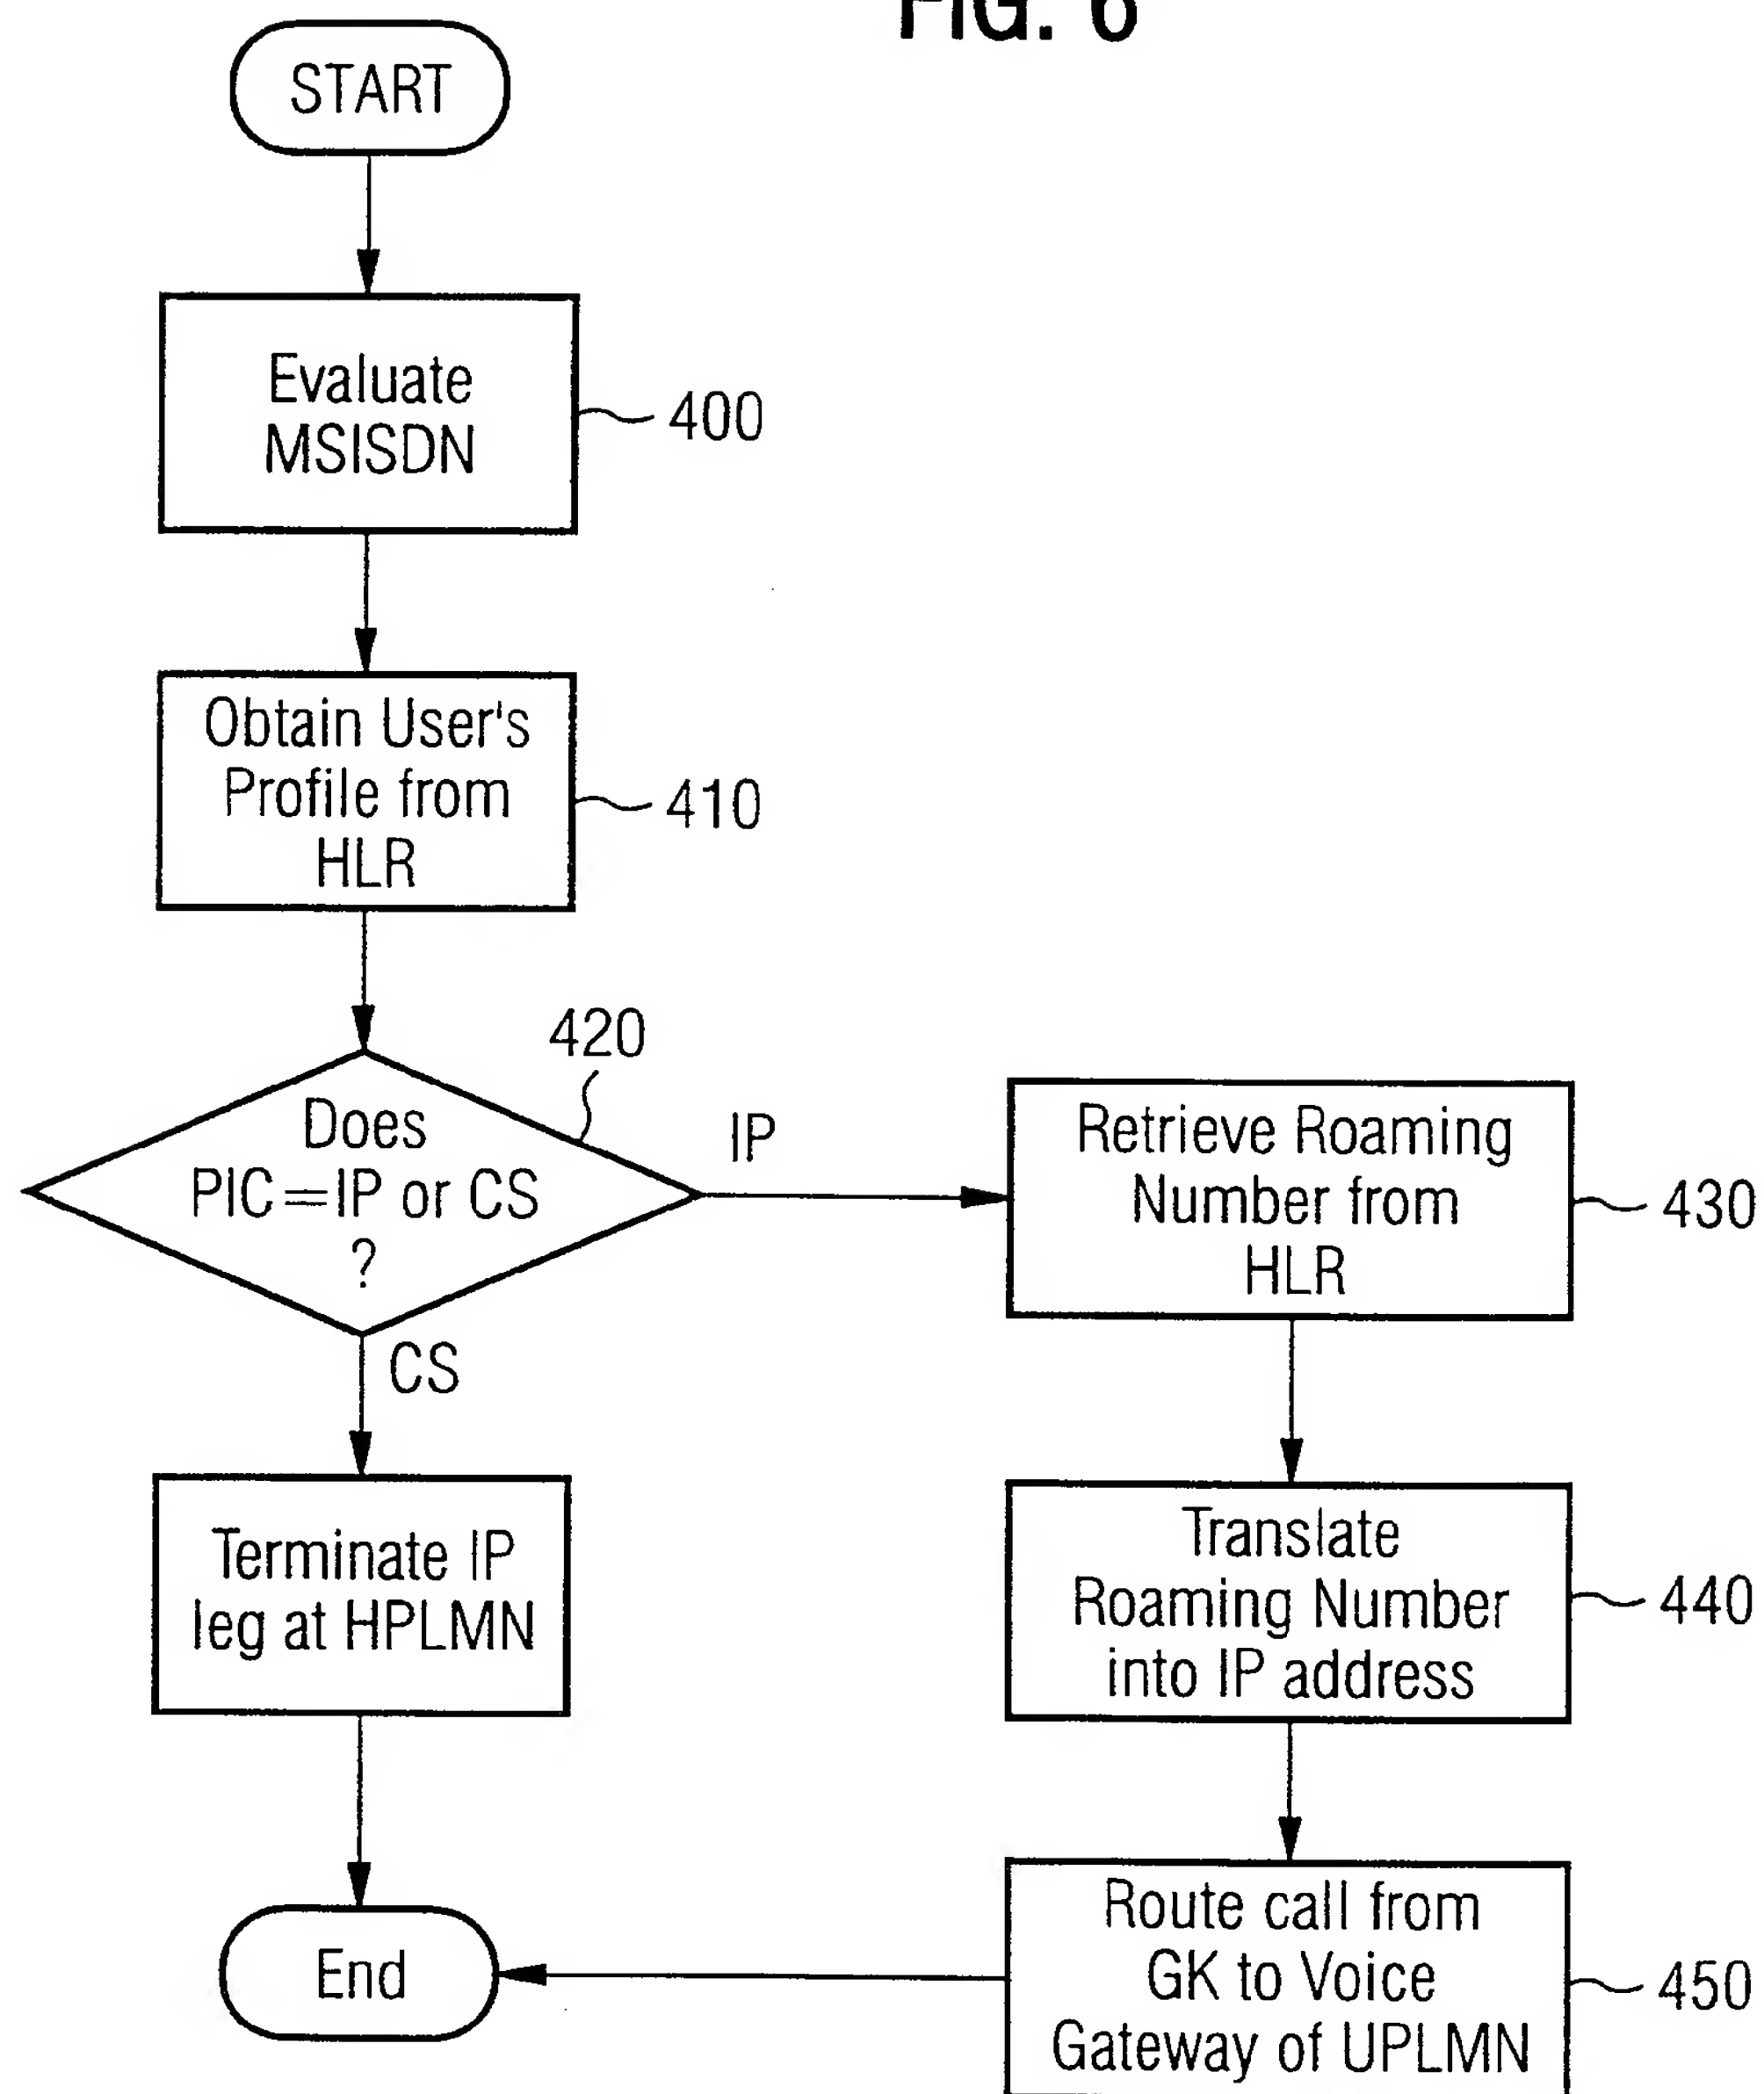 FIG. 6
START
Evaluate
MSISDN
400
Obtain User's
Profile from
HLR
410
420
Does
PIC=IP or CS
?
IP
CS
Retrieve Roaming
Number from
HLR
430
Translate
Roaming Number
into IP address
440
Terminate IP
leg at HPLMN
Route call from
GK to Voice
Gateway of UPLMN
450
End